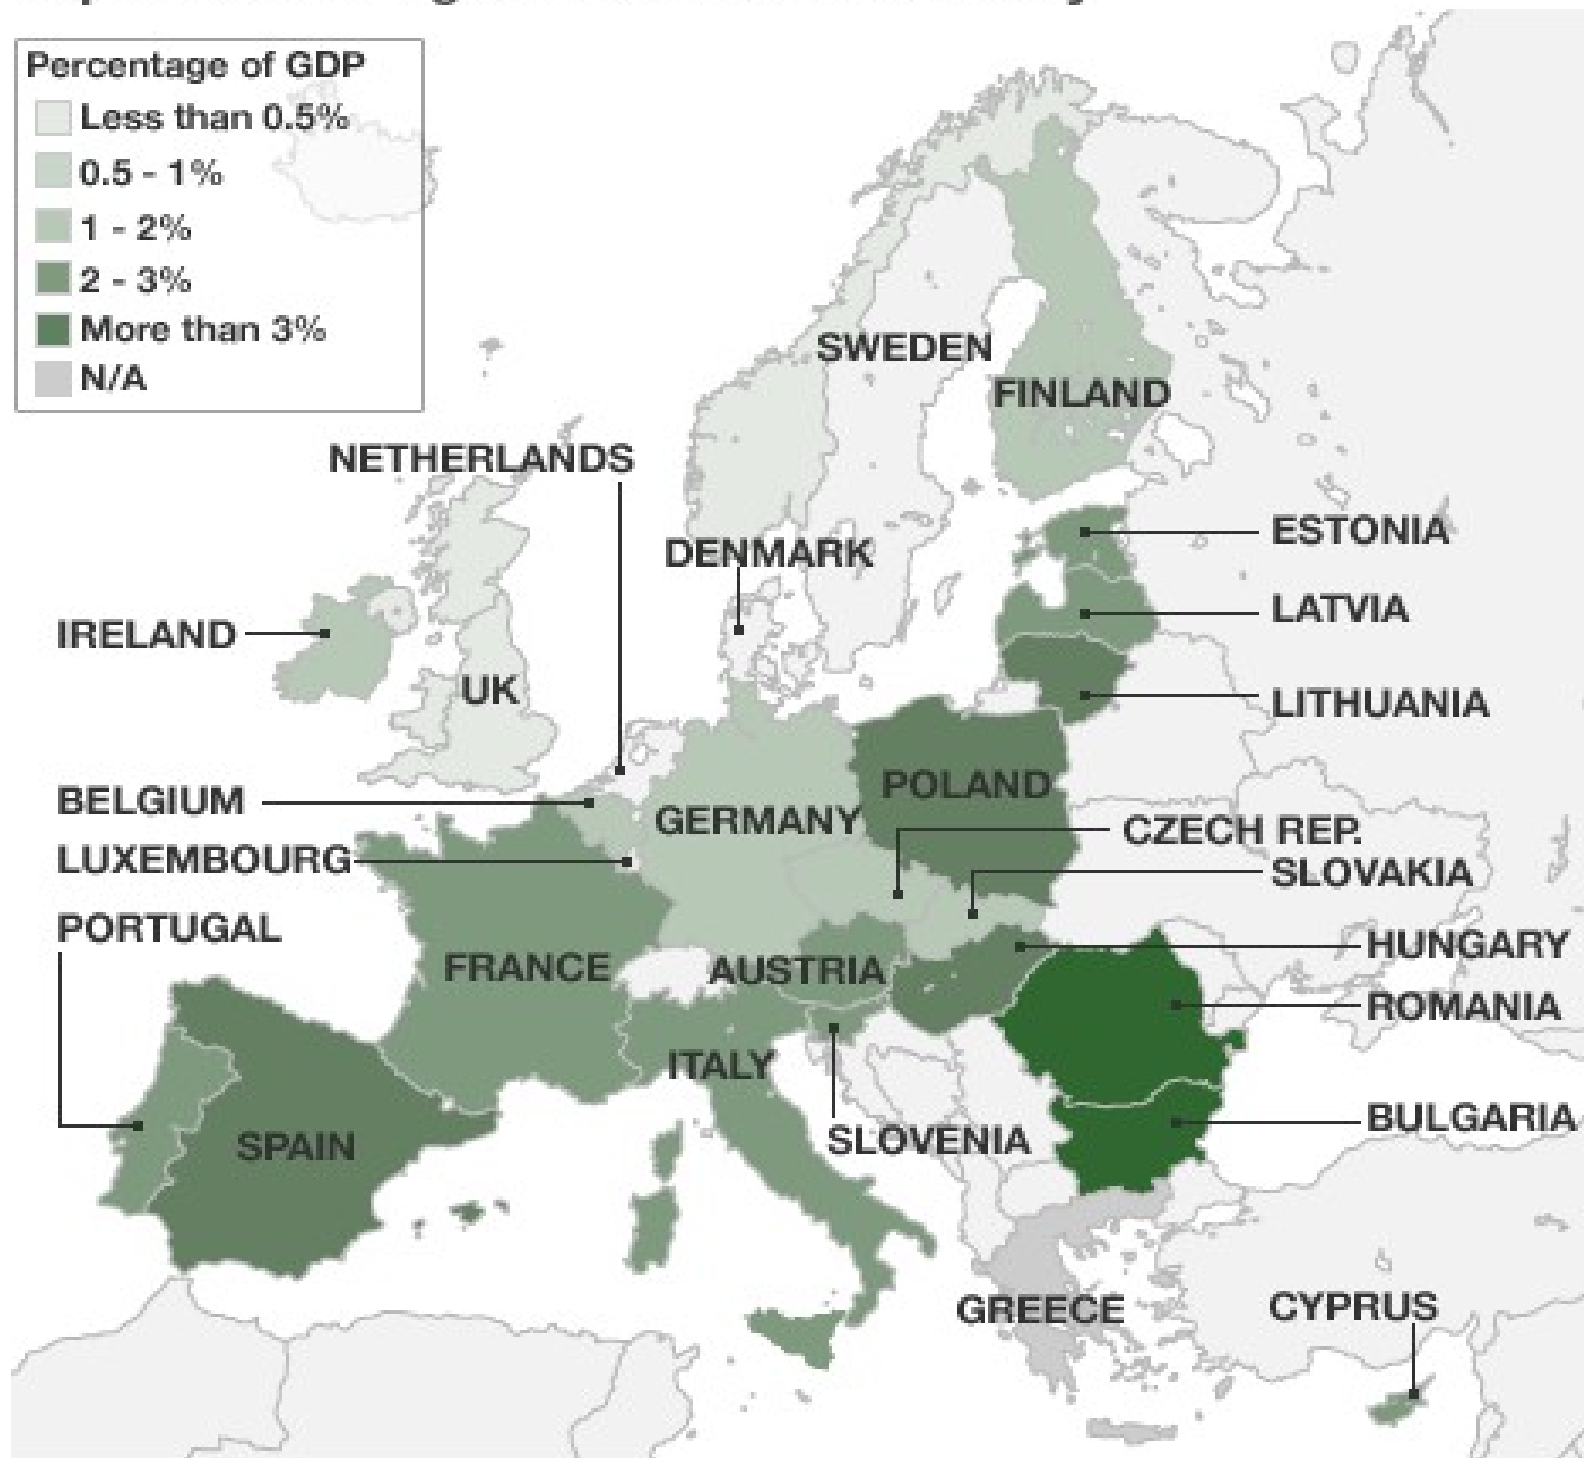 Percentage of GDP
Less than 0.5%
0.5 - 1%
1 - 2%
2 - 3%
More than 3%
N/A
SWEDEN
FINLAND
NETHERLANDS
ESTONIA
DENMARK
LATVIA
IRELAND
UK
LITHUANIA
POLAND
BELGIUM
GERMANY
CZECH REP.
LUXEMBOURG
SLOVAKIA
PORTUGAL
HUNGARY
FRANCE
AUSTRIA
ROMANIA
ITALY
BULGARIA
SLOVENIA
SPAIN
GREECE
CYPRUS